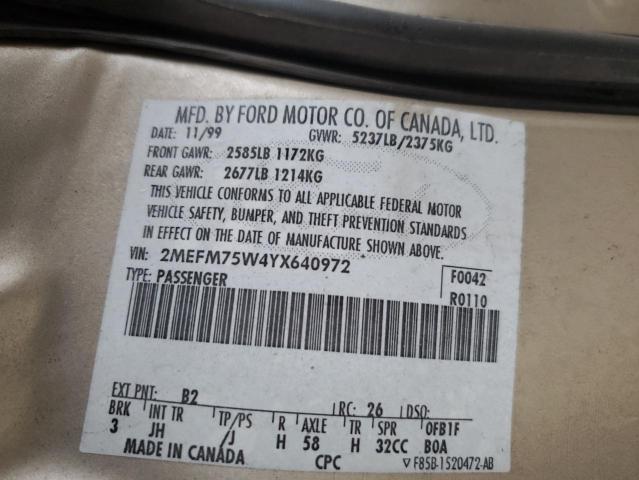 MFD. BY FORD MOTOR CO. OF CANADA, LTD.
DATE: 11/99 GVWR: 5237LB/2375KG
FRONT GAWR: 2585LB 1172KG
REAR GAWR: 2677LB 1214KG
THIS VEHICLE CONFORMS TO ALL APPLICABLE FEDERAL MOTOR
VEHICLE SAFETY, BUMPER, AND THEFT PREVENTION STANDARDS
IN EFFECT ON THE DATE OF MANUFACTURE SHOWN ABOVE.
VIN: 2MEFM75W4YX640972 F0042
TYPE: PASSENGER R0110
EXT PNT: B2 RC: 26 DSO:
BRK INT TR TP/PS R AXLE TR SPR 0FB1F
3 JH /J H 58 H 32CC B0A
MADE IN CANADA CPC ▽ F85B-1520472-AB